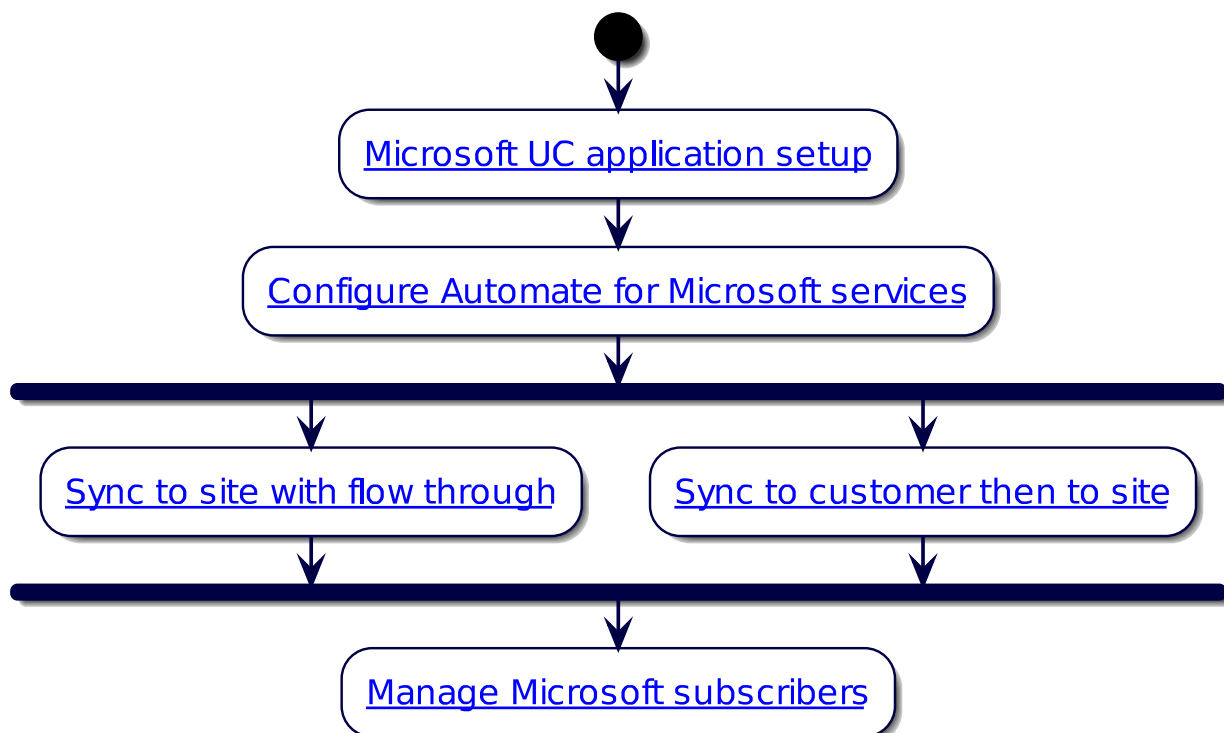 Microsoft UC application setup
Configure Automate for Microsoft services
Sync to site with flow through
Sync to customer then to site
Manage Microsoft subscribers